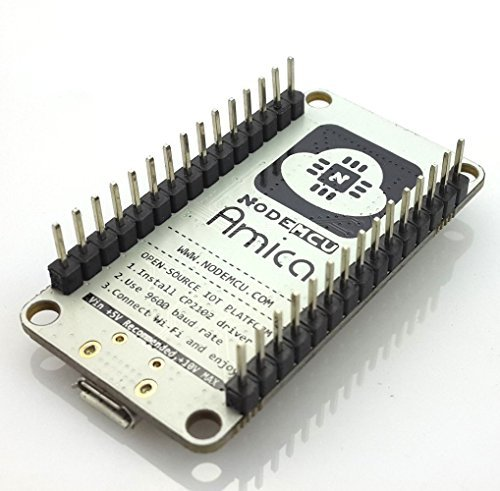 N
NODEMCU
Amica
WWW.NODEMCU.COM
OPEN-SOURCE IOT PLATFORM
1.Install CP2102 driver
2.Use 9600 baud rate
3.Connect Wi-Fi and enjoy
Vin +5V Recommended,+10V MAX